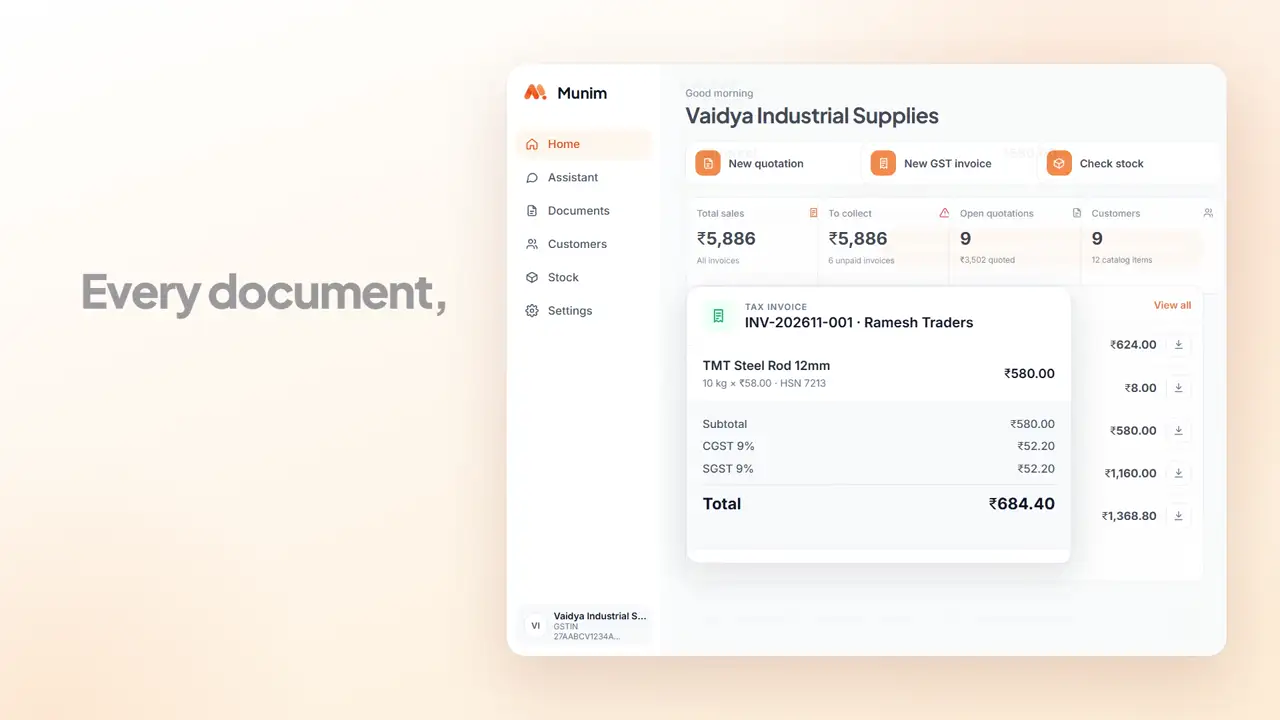 Every document,
Munim
Home
Assistant
Documents
Customers
Stock
Settings
Vaidya Industrial S...
VI
GSTIN
27AABCV1234A...
Good morning
Vaidya Industrial Supplies
New quotation
New GST invoice
Check stock
Total sales
₹5,886
All invoices
To collect
₹5,886
6 unpaid invoices
Open quotations
9
₹3,502 quoted
Customers
9
12 catalog items
TAX INVOICE
INV-202611-001 · Ramesh Traders
TMT Steel Rod 12mm
₹580.00
10 kg × ₹58.00 · HSN 7213
Subtotal ₹580.00
CGST 9% ₹52.20
SGST 9% ₹52.20
Total ₹684.40
View all
₹624.00
₹8.00
₹580.00
₹1,160.00
₹1,368.80